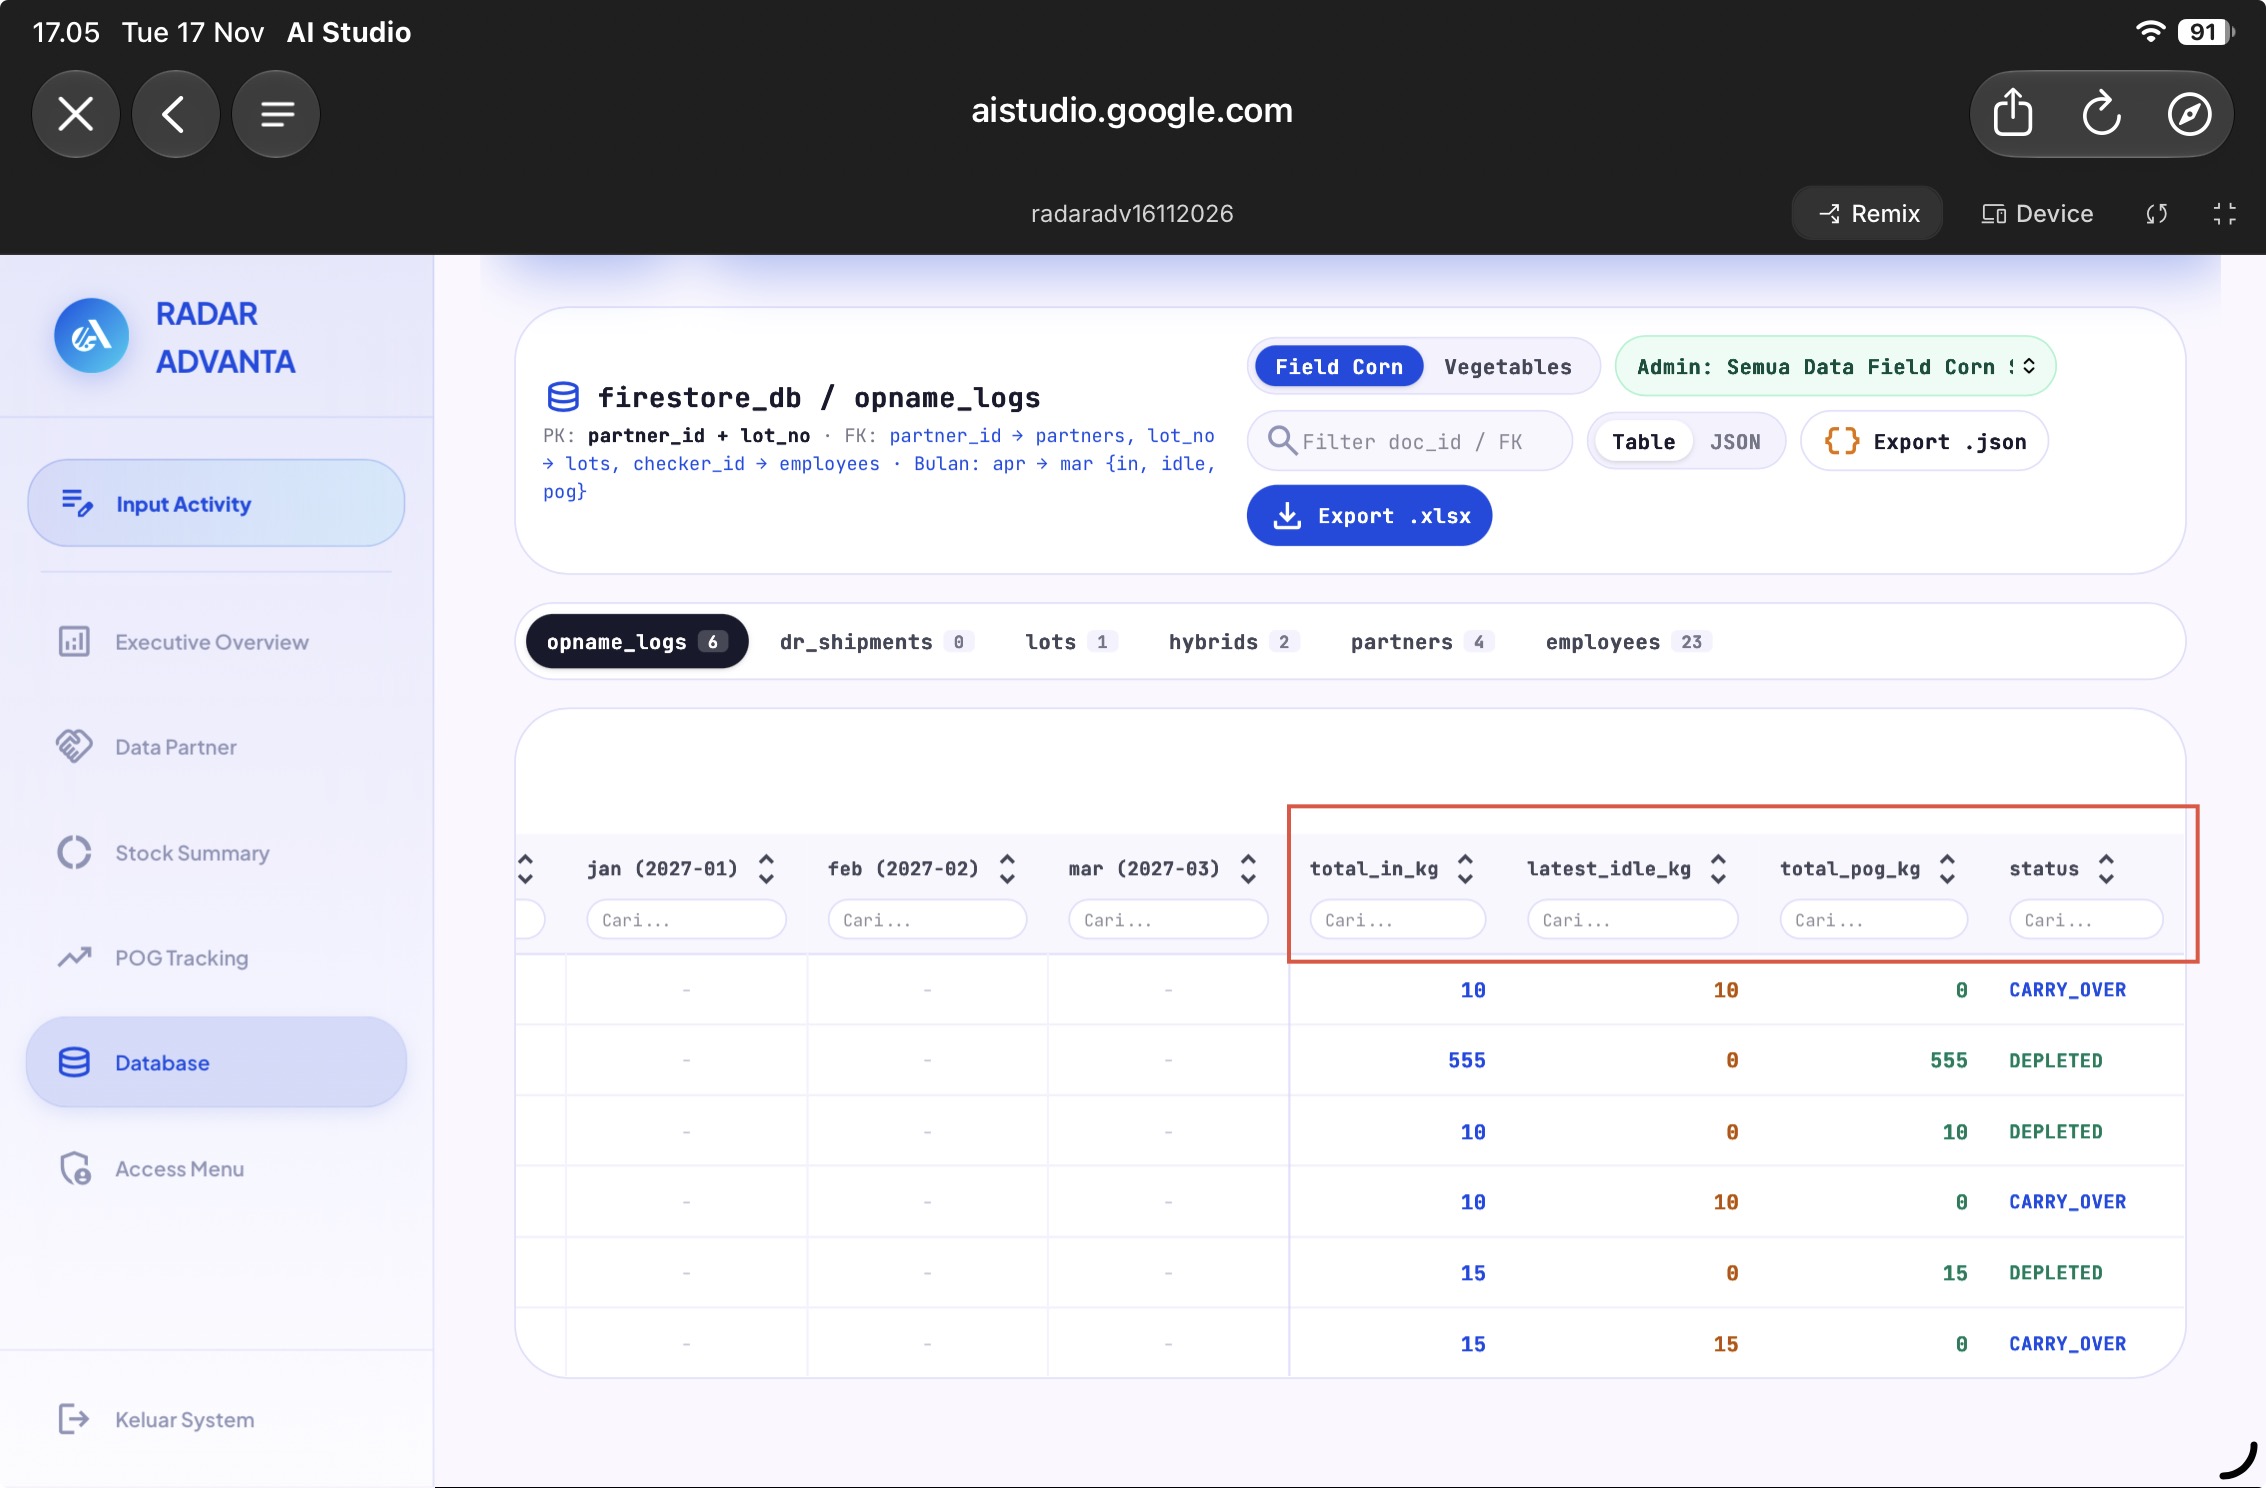 17.05 Tue 17 Nov AI Studio
91
aistudio.google.com
radaradv16112026
Remix
Device
RADAR
ADVANTA
Input Activity
Executive Overview
Data Partner
Stock Summary
POG Tracking
Database
Access Menu
Keluar System
firestore_db / opname_logs
PK: partner_id + lot_no · FK: partner_id → partners, lot_no
→ lots, checker_id → employees · Bulan: apr → mar {in, idle,
pog}
Field Corn Vegetables
Admin: Semua Data Field Corn
Filter doc_id / FK
Table JSON
{} Export .json
Export .xlsx
opname_logs 6 dr_shipments 0 lots 1 hybrids 2 partners 4 employees 23
jan (2027-01) feb (2027-02) mar (2027-03) total_in_kg latest_idle_kg total_pog_kg status
Cari... Cari... Cari... Cari... Cari... Cari... Cari...
- - - 10 10 0 CARRY_OVER
- - - 555 0 555 DEPLETED
- - - 10 0 10 DEPLETED
- - - 10 10 0 CARRY_OVER
- - - 15 0 15 DEPLETED
- - - 15 15 0 CARRY_OVER